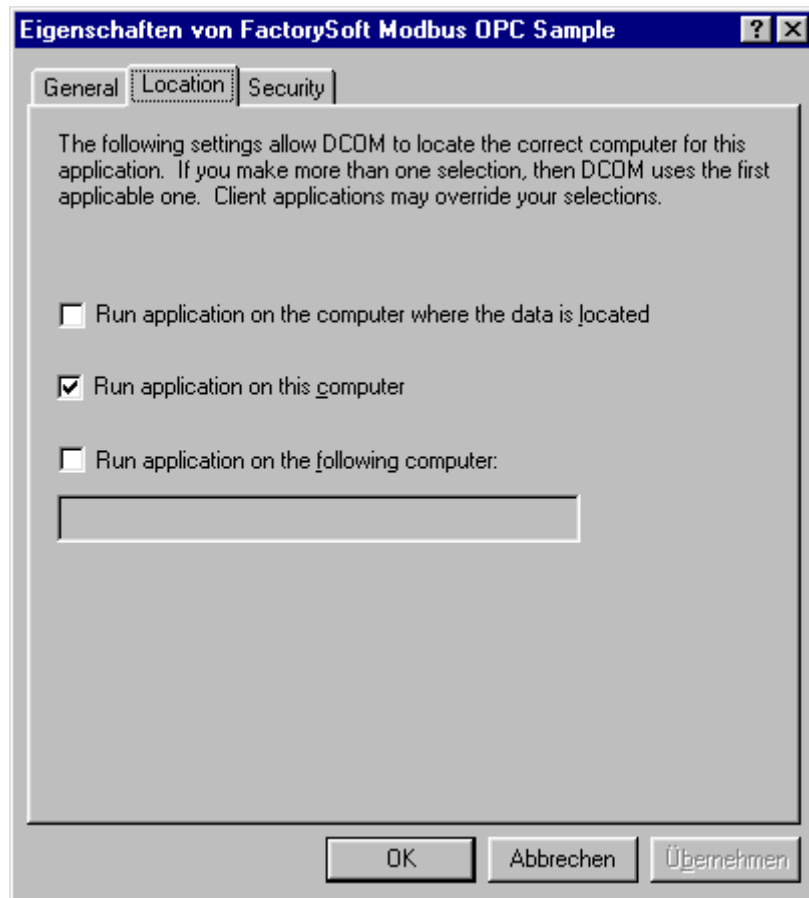 Eigenschaften von FactorySoft Modbus OPC Sample
General Location Security
The following settings allow DCOM to locate the correct computer for this
application. If you make more than one selection, then DCOM uses the first
applicable one. Client applications may override your selections.
Run application on the computer where the data is located
Run application on this computer
Run application on the following computer:
OK Abbrechen Übernehmen